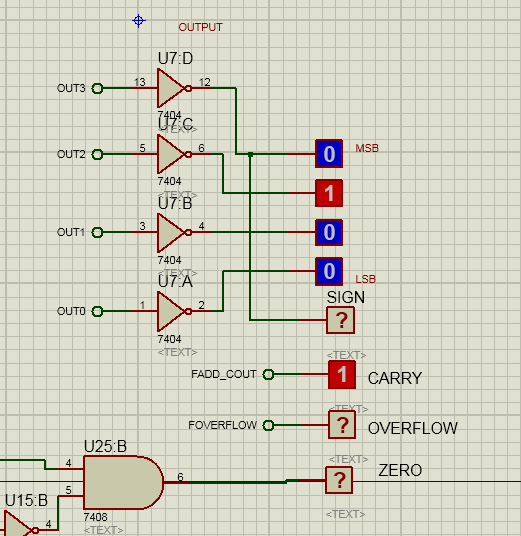 OUTPUT
U7:D
OUT3
13
12
7404
<TEXT>
U7:C
OUT2
5
6
0
MSB
7404
<TEXT>
1
U7:B
OUT1
3
4
0
7404
<TEXT>
0
LSB
U7:A
SIGN
OUT0
1
2
?
7404
<TEXT>
<TEXT>
FADD_COUT
1
CARRY
<TEXT>
FOVERFLOW
?
OVERFLOW
U25:B
<TEXT>
4
6
?
ZERO
5
U15:B
7408
<TEXT>
<TEXT>
4